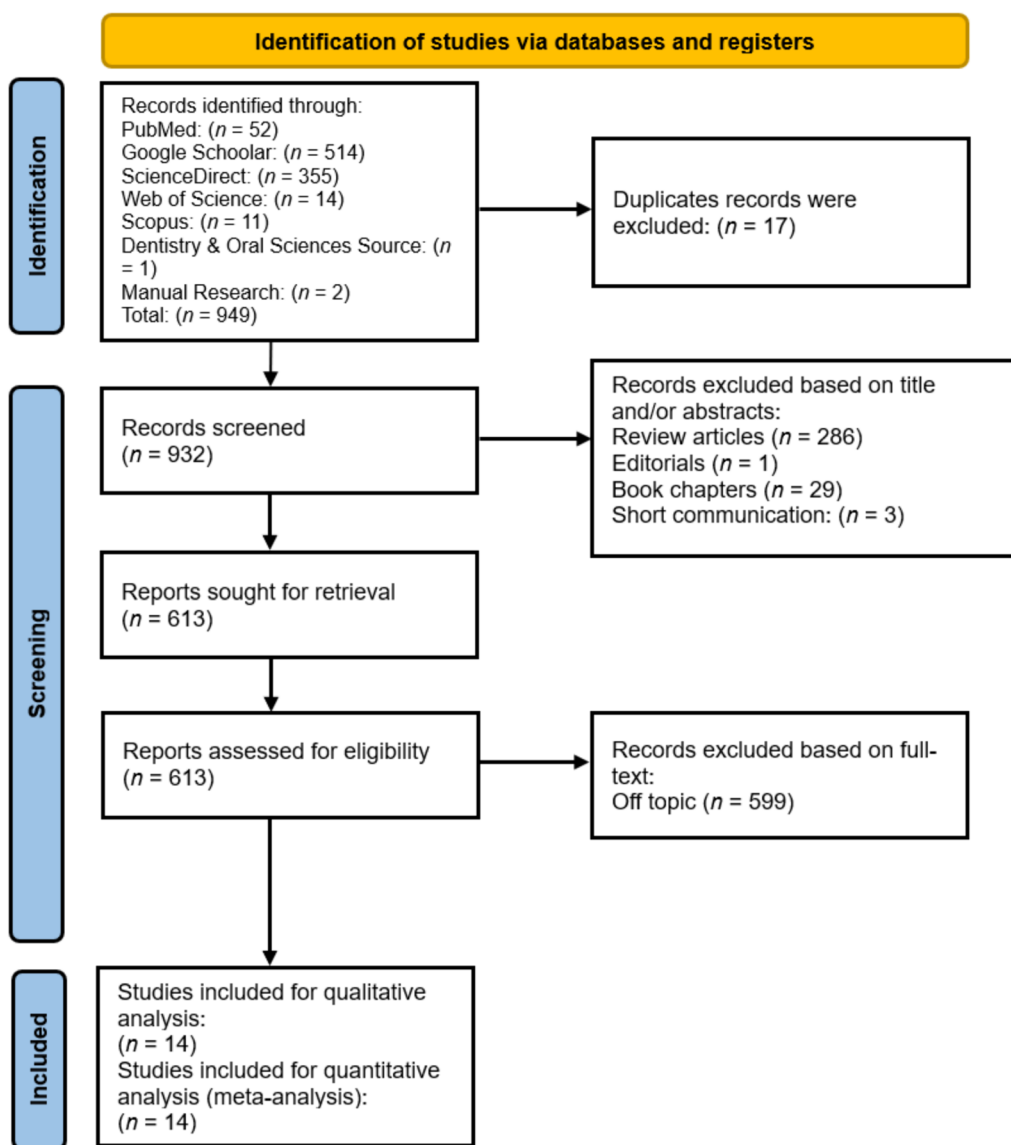 Identification of studies via databases and registers
Identification
Records identified through:
PubMed: (n = 52)
Google Schoolar: (n = 514)
ScienceDirect: (n = 355)
Web of Science: (n = 14)
Scopus: (n = 11)
Dentistry & Oral Sciences Source: (n
= 1)
Manual Research: (n = 2)
Total: (n = 949)
Duplicates records were
excluded: (n = 17)
Screening
Records screened
(n = 932)
Records excluded based on title
and/or abstracts:
Review articles (n = 286)
Editorials (n = 1)
Book chapters (n = 29)
Short communication: (n = 3)
Reports sought for retrieval
(n = 613)
Reports assessed for eligibility
(n = 613)
Records excluded based on full-
text:
Off topic (n = 599)
Included
Studies included for qualitative
analysis:
(n = 14)
Studies included for quantitative
analysis (meta-analysis):
(n = 14)